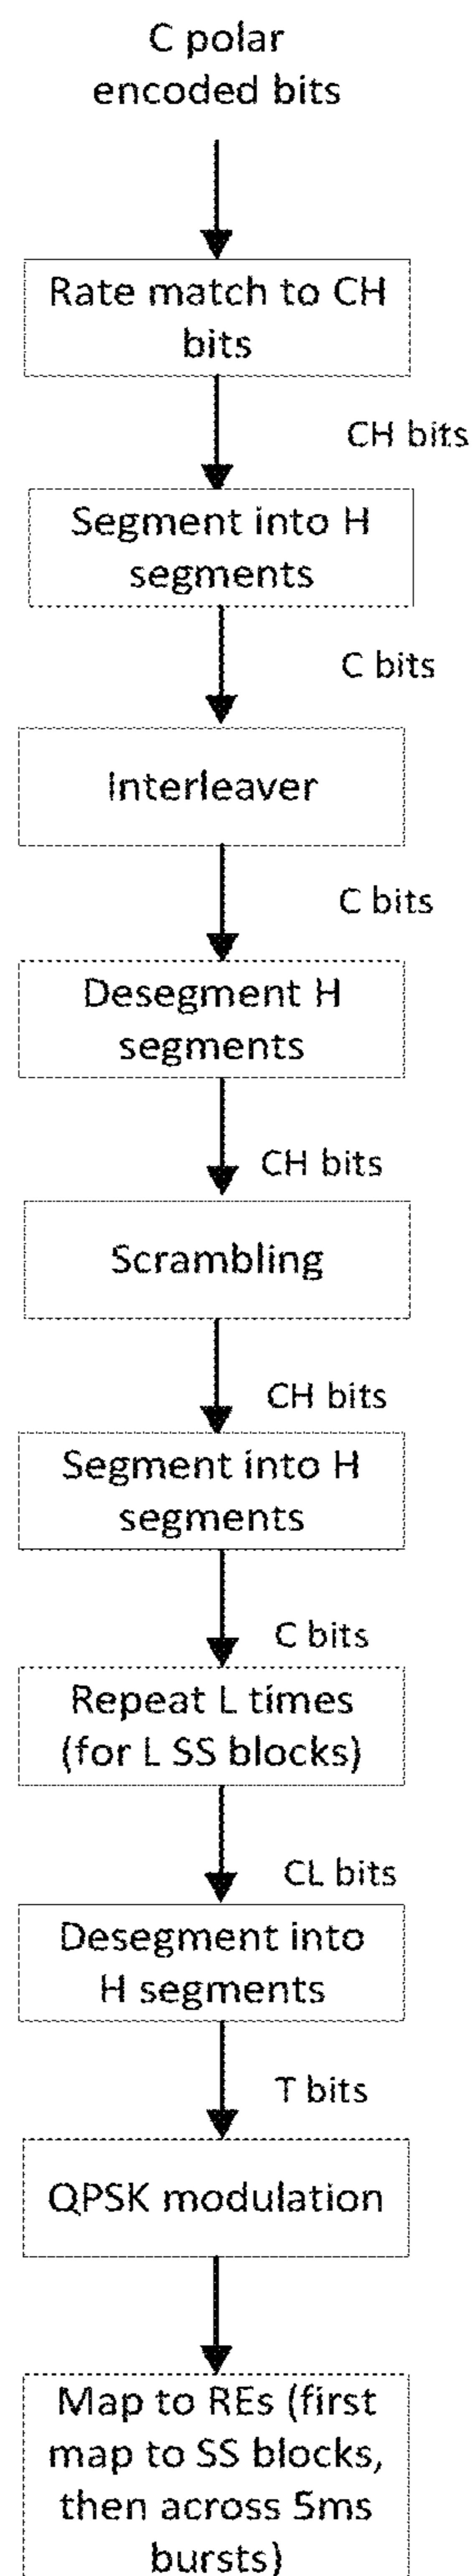 C polar
encoded bits
Rate match to CH
bits
CH bits
Segment into H
segments
C bits
Interleaver
C bits
Desegment H
segments
CH bits
Scrambling
CH bits
Segment into H
segments
C bits
Repeat L times
(for L SS blocks)
CL bits
Desegment into
H segments
T bits
QPSK modulation
Map to REs (first
map to SS blocks,
then across 5ms
bursts)